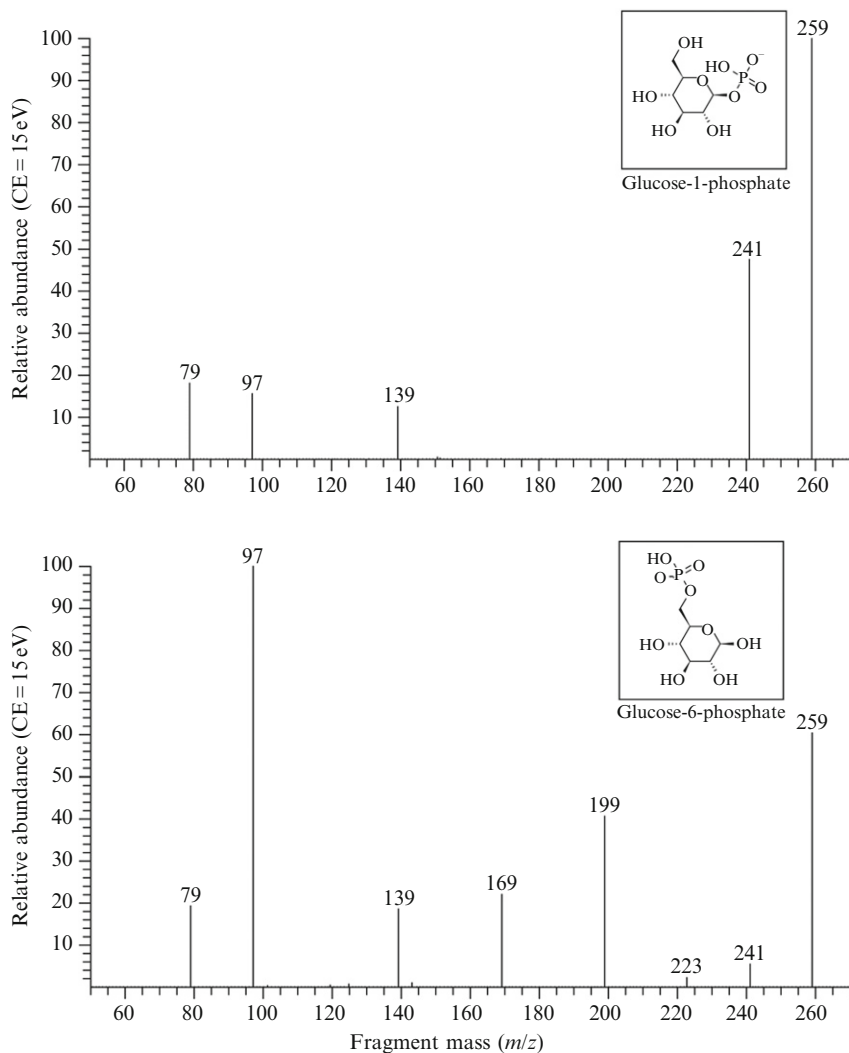 Relative abundance (CE = 15 eV)
100
90
80
70
60
50
40
30
20
10
79
97
139
241
259
OH
O HO P O⁻
O
O
HO
HO OH
Glucose-1-phosphate
60 80 100 120 140 160 180 200 220 240 260
Relative abundance (CE = 15 eV)
100
90
80
70
60
50
40
30
20
10
79
97
139
169
199
223
241
259
HO O
O P
O
O
HO OH
HO OH
Glucose-6-phosphate
60 80 100 120 140 160 180 200 220 240 260
Fragment mass (m/z)